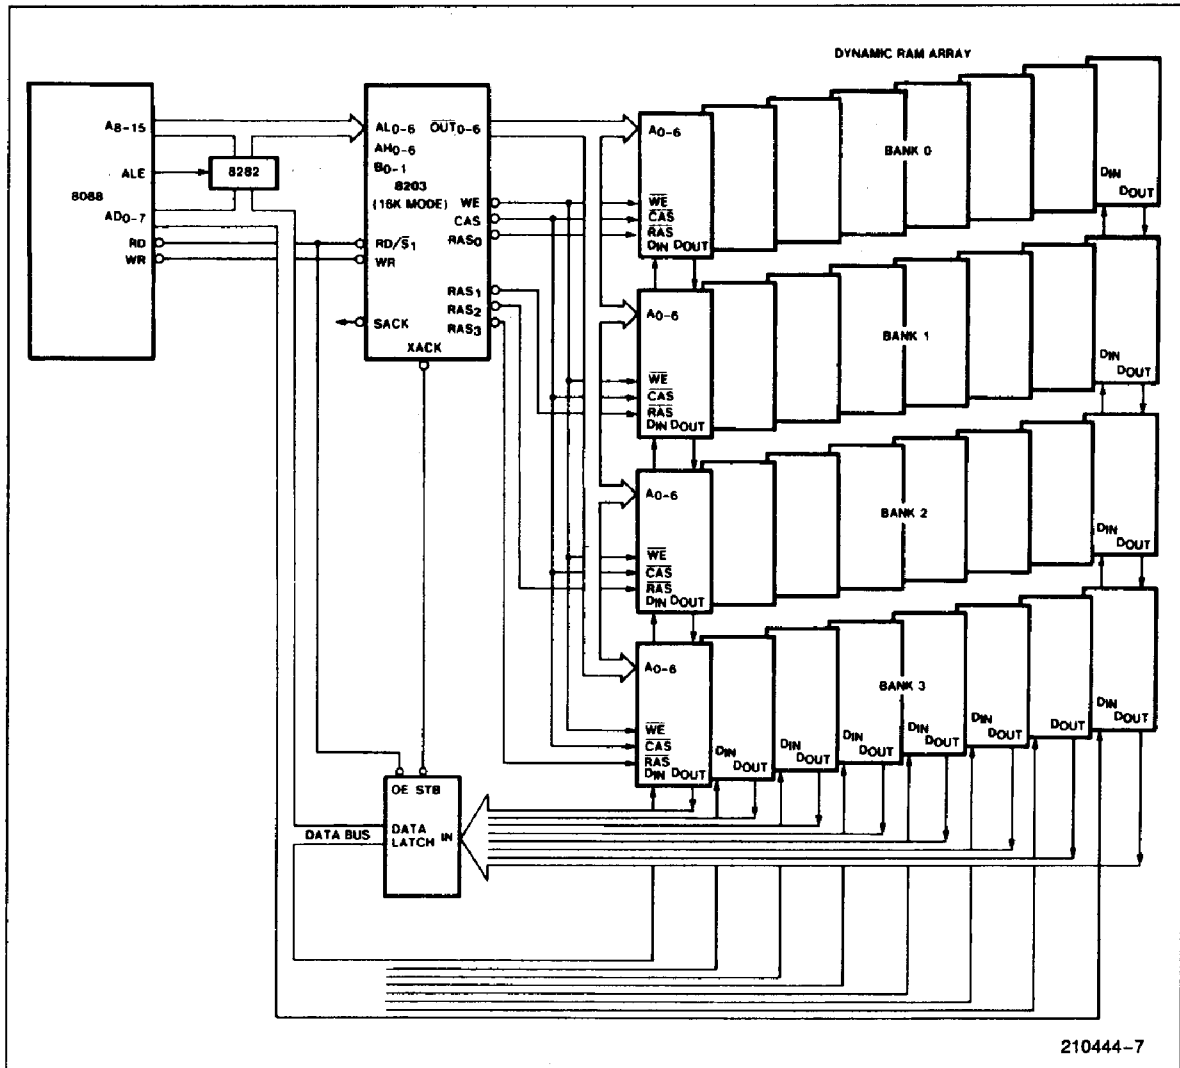 DYNAMIC RAM ARRAY
8088
A8-15
ALE
AD0-7
RD
WR
8282
AL0-6
AH0-6
B0-1
8203
(16K MODE)
RD/S1
WR
SACK
XACK
OUT0-6
WE
CAS
RAS0
RAS1
RAS2
RAS3
A0-6
WE
CAS
RAS
DIN DOUT
BANK 0
DIN
DOUT
A0-6
WE
CAS
RAS
DIN DOUT
BANK 1
DIN
DOUT
A0-6
WE
CAS
RAS
DIN DOUT
BANK 2
DIN
DOUT
A0-6
WE
CAS
RAS
DIN DOUT
BANK 3
DIN
DOUT
DIN
DOUT
DIN
DOUT
DIN
DOUT
DIN
DOUT
DOUT
DIN
DOUT
OE STB
DATA BUS
DATA
LATCH
IN
210444-7